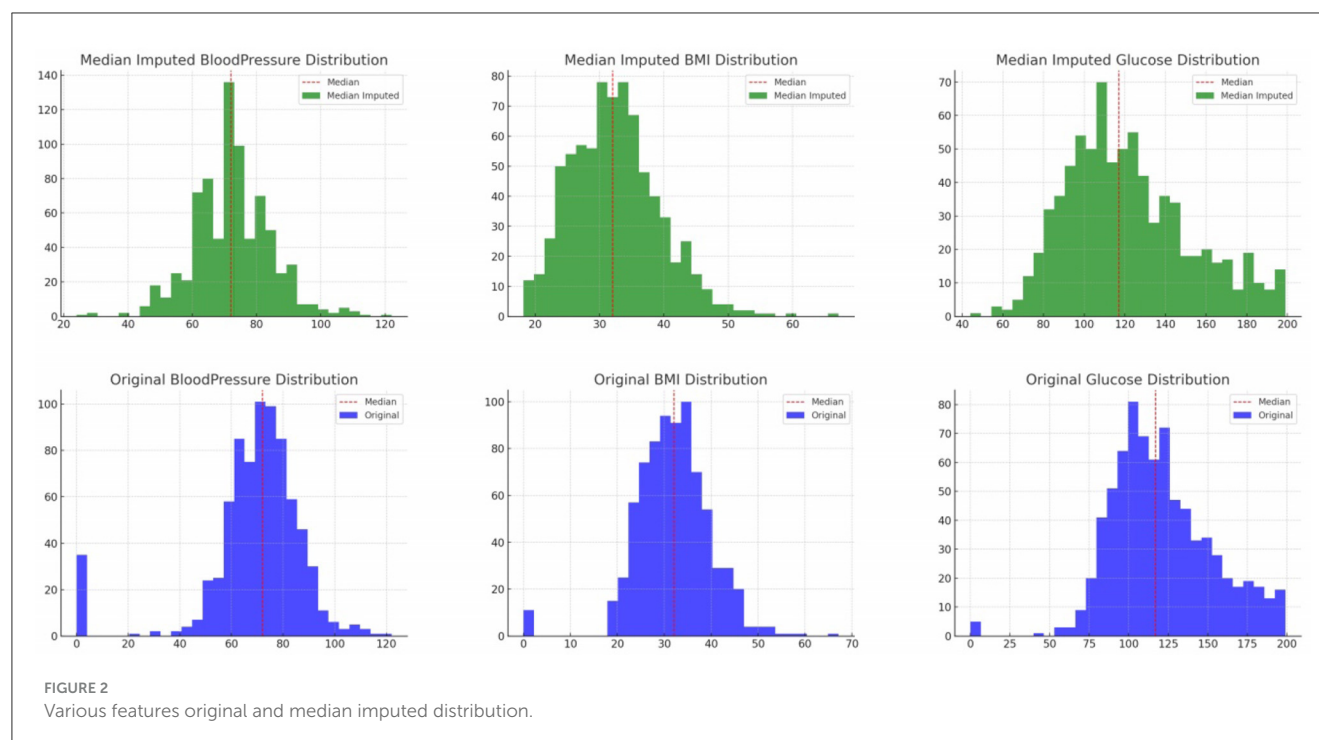 Median Imputed BloodPressure Distribution
140
120
100
80
60
40
20
0
20 40 60 80 100 120
Median
Median Imputed
Median Imputed BMI Distribution
80
70
60
50
40
30
20
10
0
20 30 40 50 60
Median
Median Imputed
Median Imputed Glucose Distribution
70
60
50
40
30
20
10
0
40 60 80 100 120 140 160 180 200
Median
Median Imputed
Original BloodPressure Distribution
100
80
60
40
20
0
0 20 40 60 80 100 120
Median
Original
Original BMI Distribution
100
80
60
40
20
0
0 10 20 30 40 50 60 70
Median
Original
Original Glucose Distribution
80
70
60
50
40
30
20
10
0
0 25 50 75 100 125 150 175 200
Median
Original
FIGURE 2
Various features original and median imputed distribution.